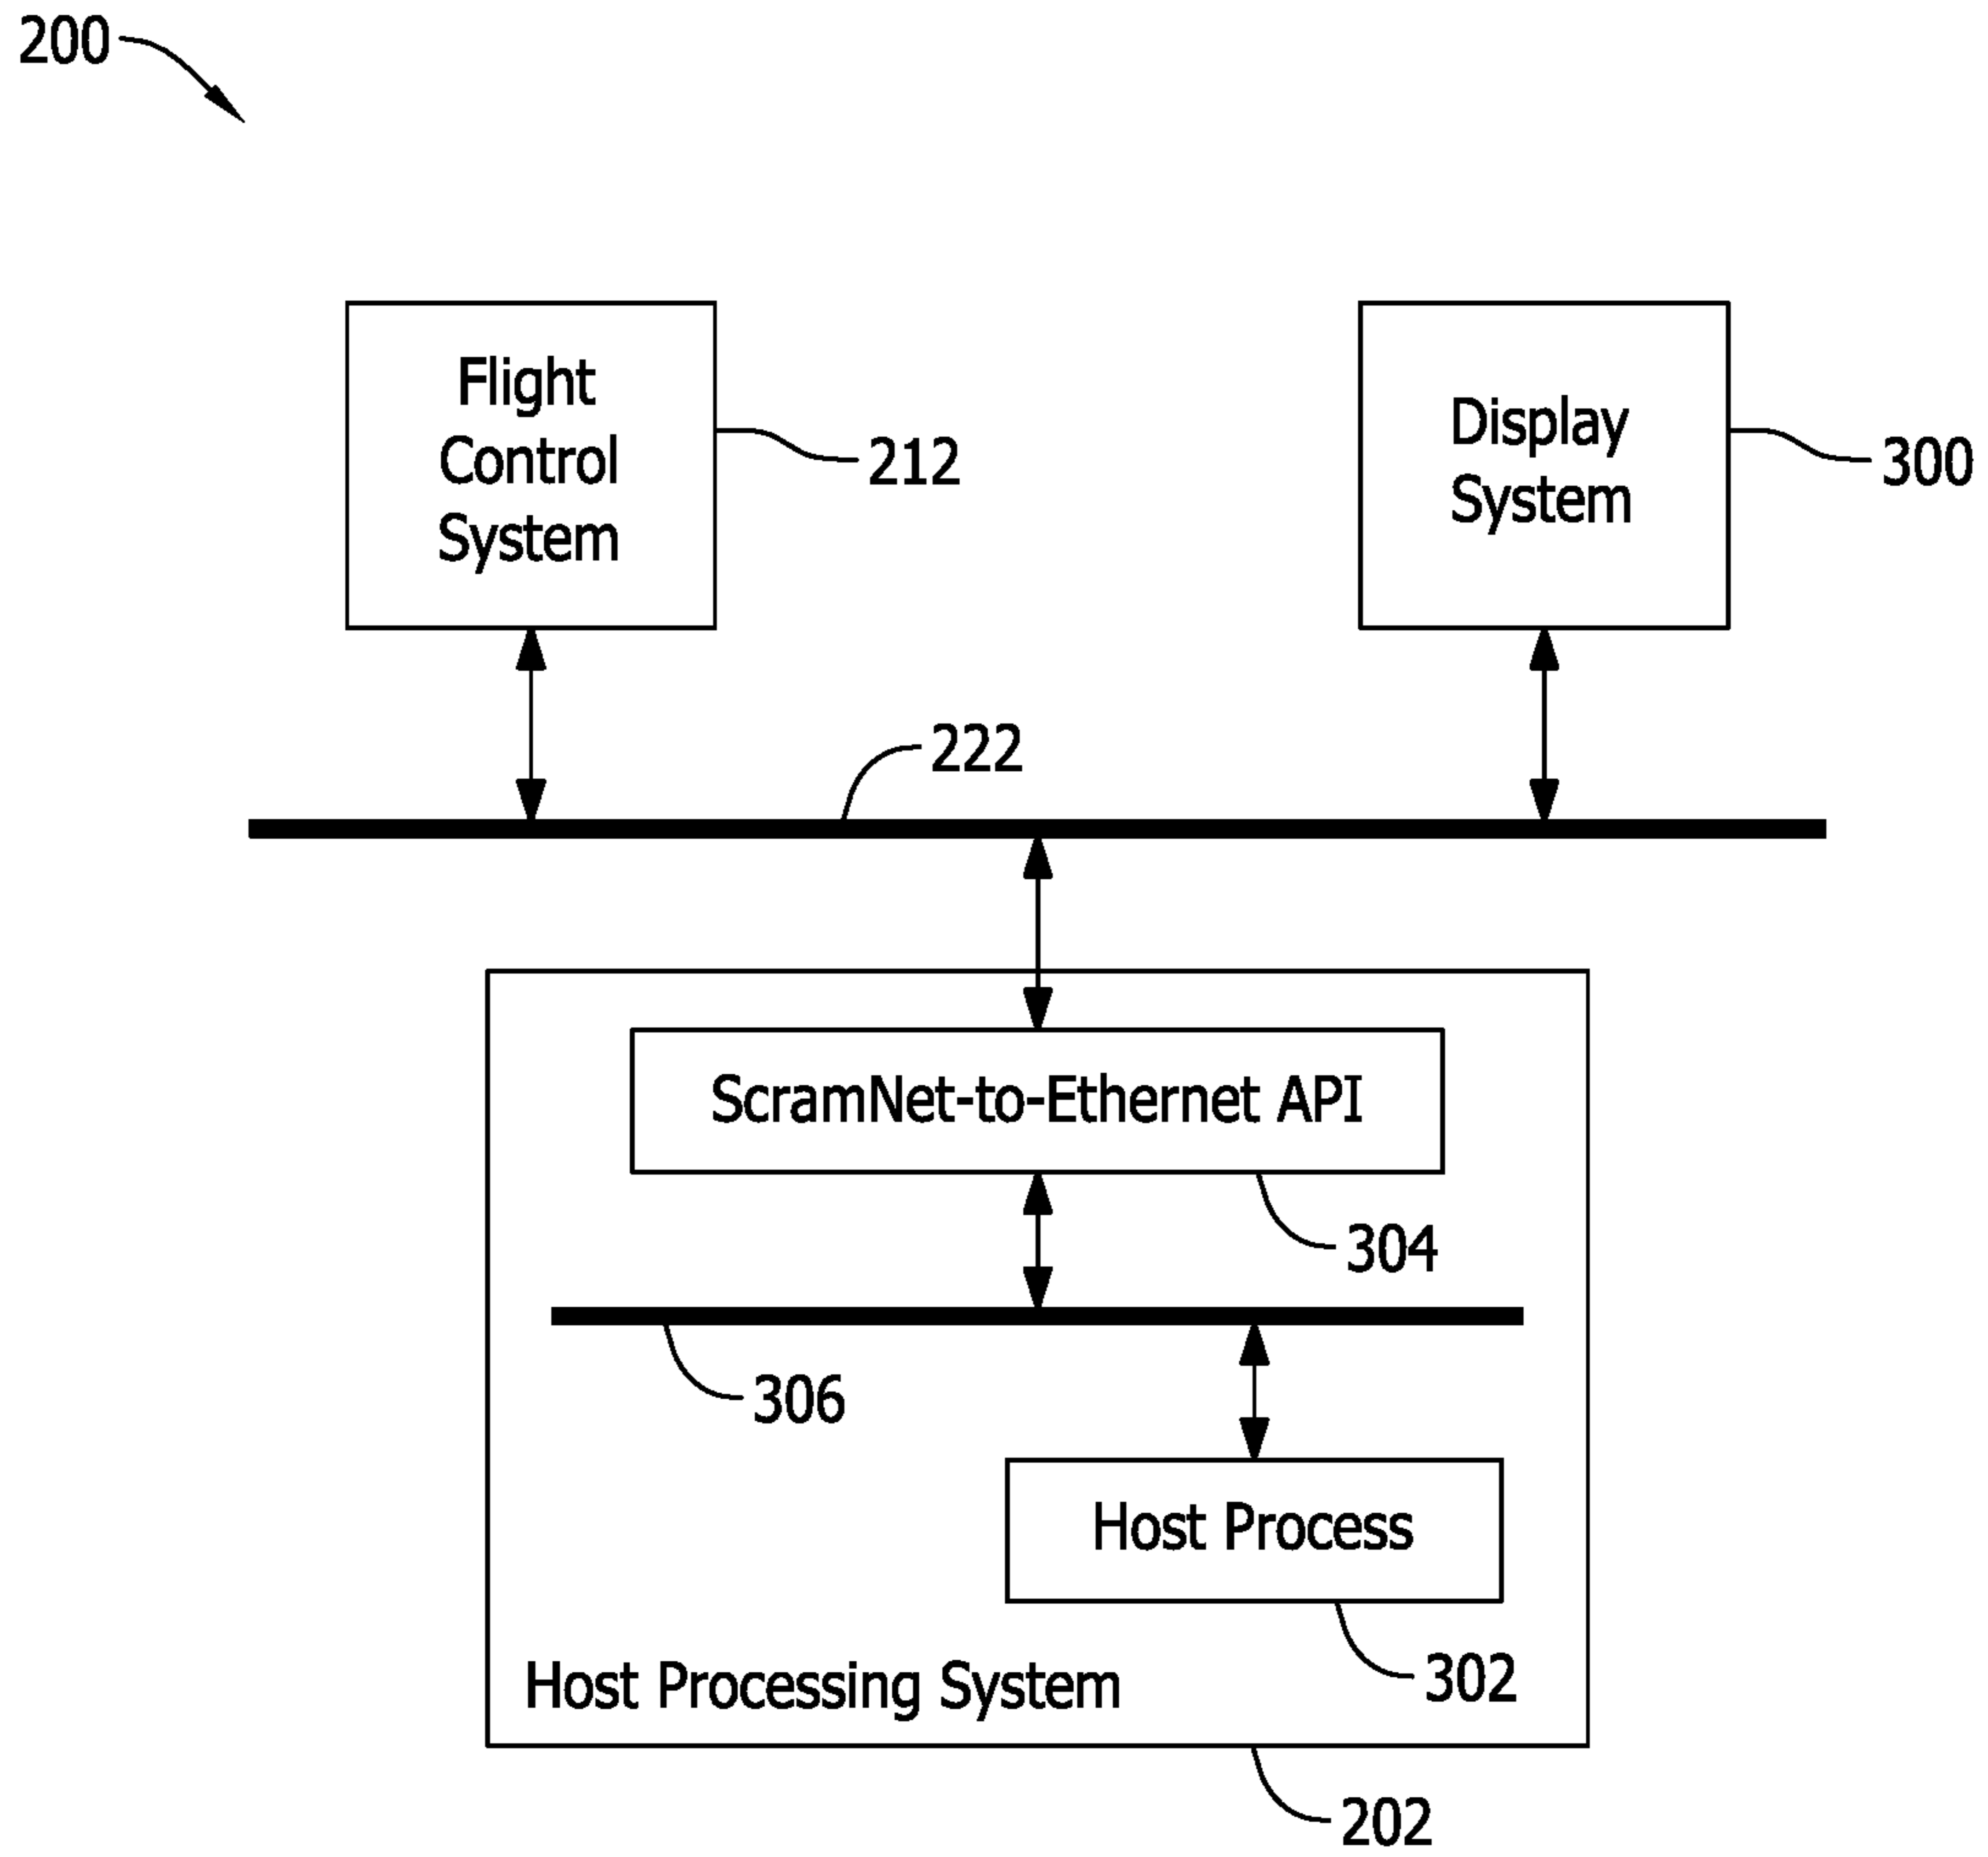 200
Flight
Control
System
212
Display
System
300
222
ScramNet-to-Ethernet API
304
306
Host Process
302
Host Processing System
202